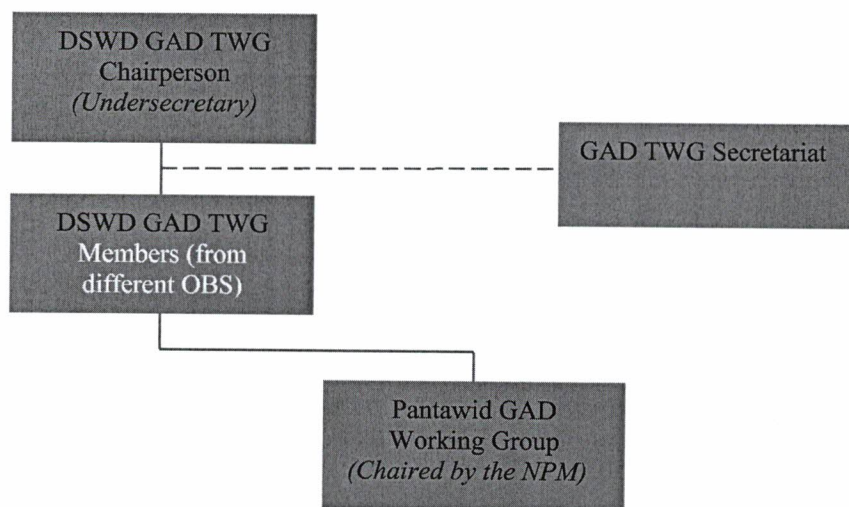 DSWD GAD TWG
Chairperson
(Undersecretary)
GAD TWG Secretariat
DSWD GAD TWG
Members (from
different OBS)
Pantawid GAD
Working Group
(Chaired by the NPM)